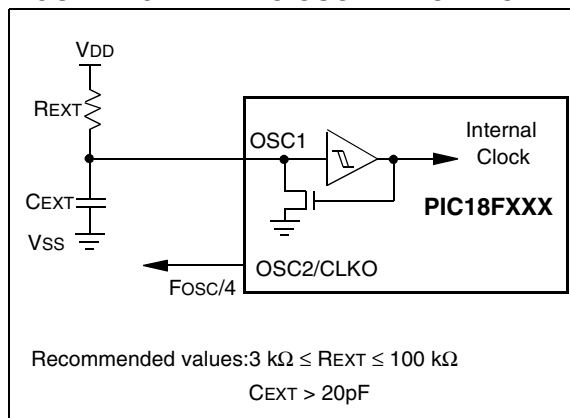 VDD
REXT
OSC1
Internal
Clock
CEXT
PIC18FXXX
VSS
OSC2/CLKO
FOSC/4
Recommended values:3 kΩ ≤ REXT ≤ 100 kΩ
CEXT > 20pF